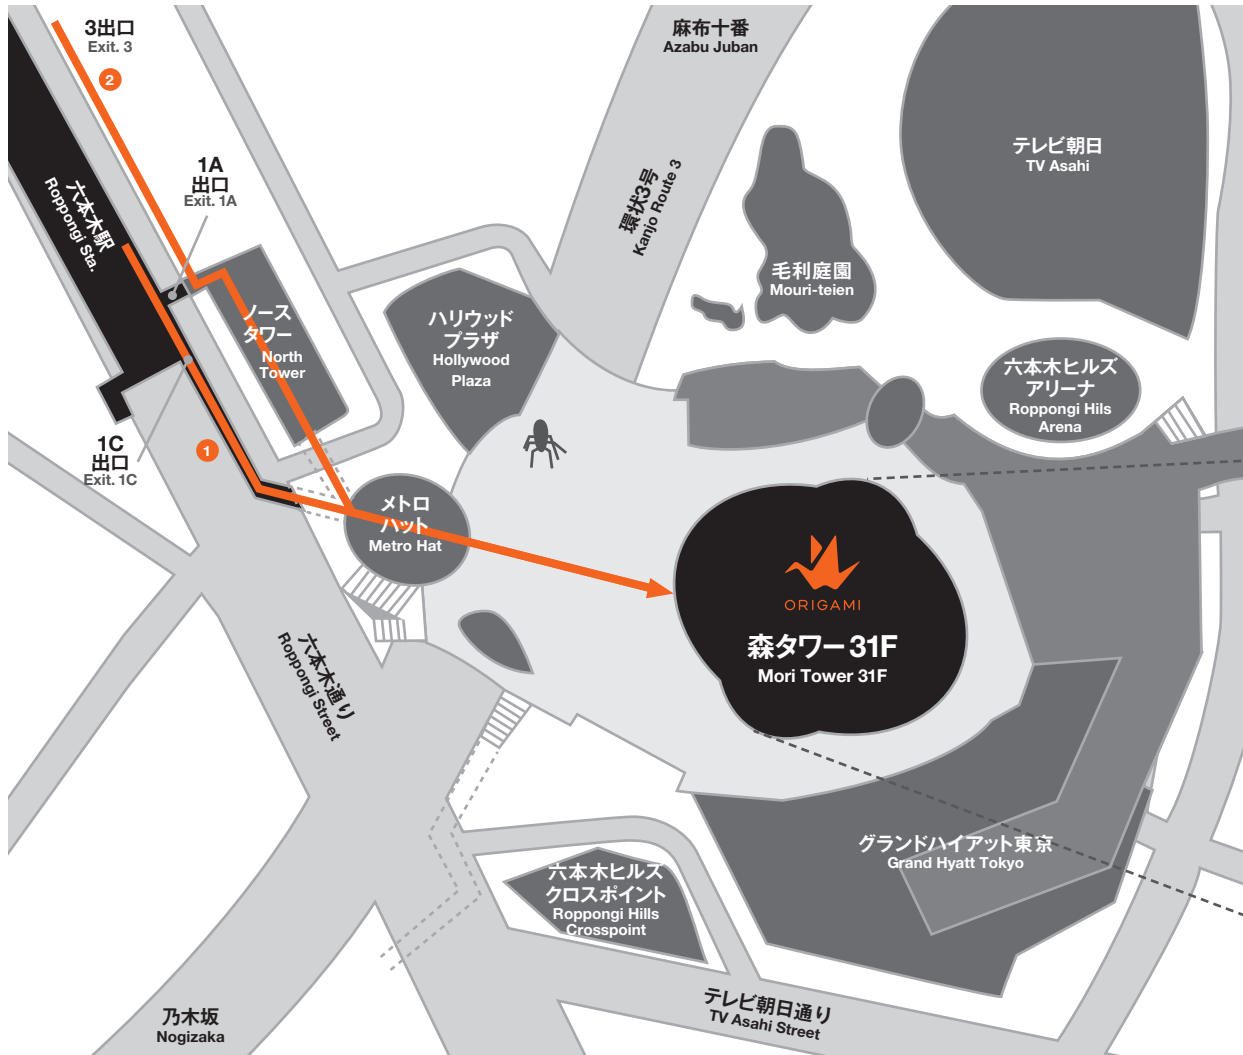 3出口
Exit. 3
2
麻布十番
Azabu Juban
テレビ朝日
TV Asahi
1A
出口
Exit. 1A
六本木駅
Roppongi Sta.
環状3号
Kanjo Route 3
毛利庭園
Mouri-teien
ノース
タワー
North
Tower
ハリウッド
プラザ
Hollywood
Plaza
六本木ヒルズ
アリーナ
Roppongi Hils
Arena
1C
出口
Exit. 1C
1
メトロ
ハット
Metro Hat
ORIGAMI
森タワー 31F
Mori Tower 31F
六本木通り
Roppongi Street
グランドハイアット東京
Grand Hyatt Tokyo
六本木ヒルズ
クロスポイント
Roppongi Hills
Crosspoint
テレビ朝日通り
TV Asahi Street
乃木坂
Nogizaka